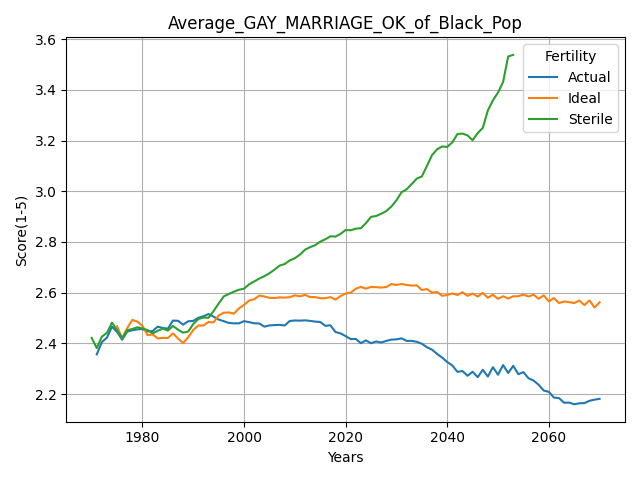 Average_GAY_MARRIAGE_OK_of_Black_Pop
Score(1-5)
3.6
3.4
3.2
3.0
2.8
2.6
2.4
2.2
Fertility
Actual
Ideal
Sterile
1980
2000
2020
2040
2060
Years